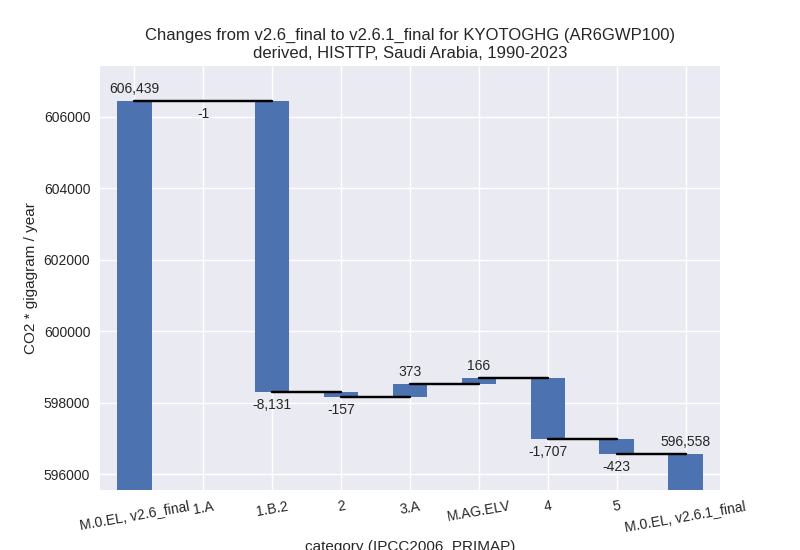 Changes from v2.6_final to v2.6.1_final for KYOTOGHG (AR6GWP100)
derived, HISTTP, Saudi Arabia, 1990-2023
606,439
-1
-8,131
-157
373
166
-1,707
-423
596,558
606000
604000
602000
600000
598000
596000
CO2 * gigagram / year
M.0.EL, v2.6_final
1.A
1.B.2
2
3.A
M.AG.ELV
4
5
M.0.EL, v2.6.1_final
category (IPCC2006_PRIMAP)